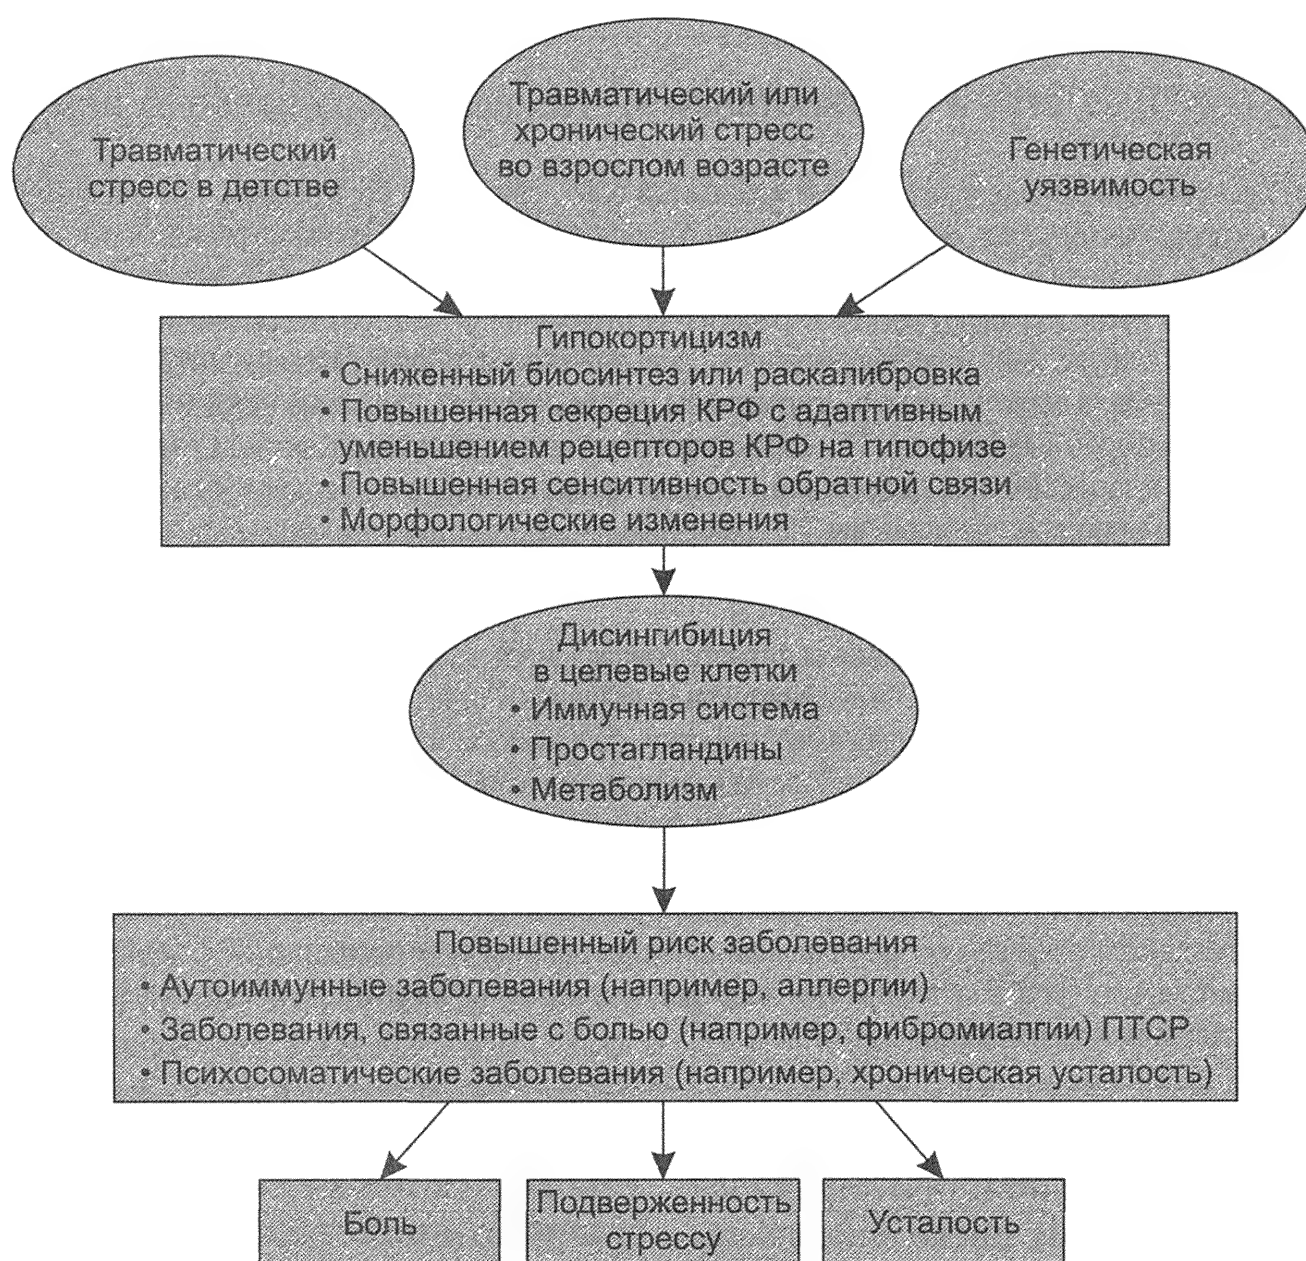 Травматический
стресс в детстве
Травматический или
хронический стресс
во взрослом возрасте
Генетическая
уязвимость
Гипокортицизм
• Сниженный биосинтез или раскалибровка
• Повышенная секреция КРФ с адаптивным
уменьшением рецепторов КРФ на гипофизе
• Повышенная сенситивность обратной связи
• Морфологические изменения
Дисингибиция
в целевые клетки
• Иммунная система
• Простагландины
• Метаболизм
Повышенный риск заболевания
• Аутоиммунные заболевания (например, аллергии)
• Заболевания, связанные с болью (например, фибромиалгии) ПТСР
• Психосоматические заболевания (например, хроническая усталость)
Боль
Подверженность
стрессу
Усталость